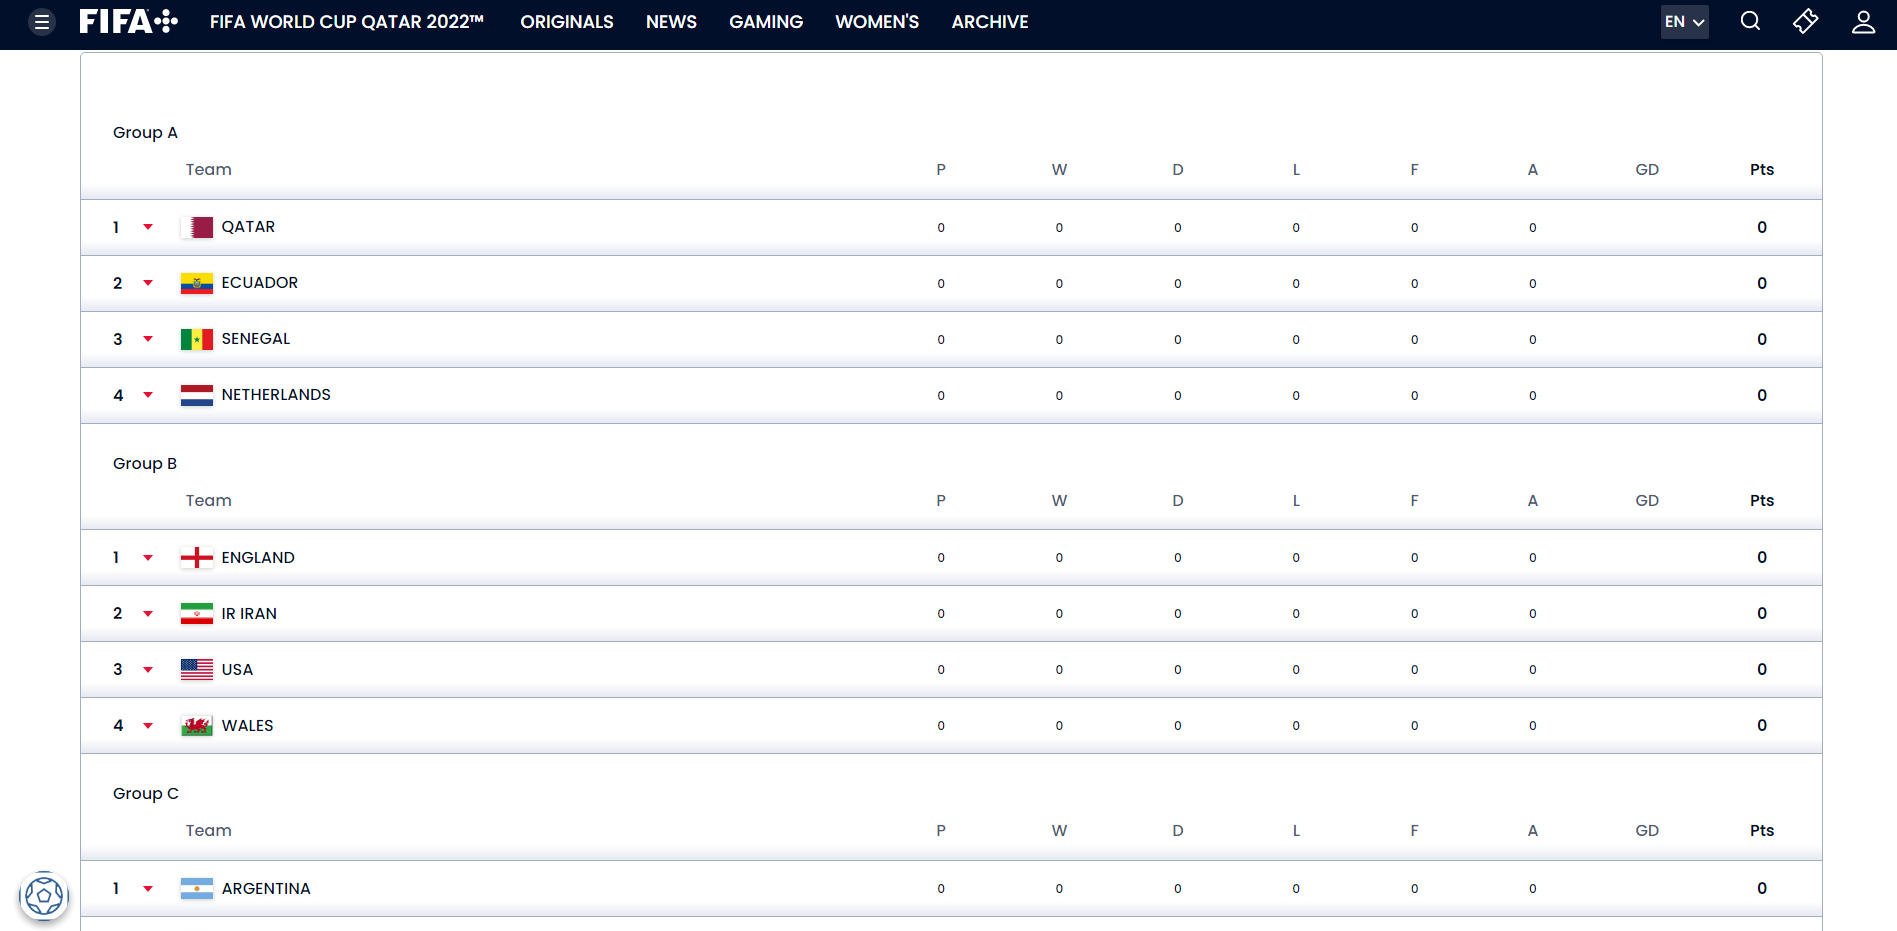 FIFA+ FIFA WORLD CUP QATAR 2022™ ORIGINALS NEWS GAMING WOMEN'S ARCHIVE EN
Group A
Team P W D L F A GD Pts
1 QATAR 0 0 0 0 0 0 0
2 ECUADOR 0 0 0 0 0 0 0
3 SENEGAL 0 0 0 0 0 0 0
4 NETHERLANDS 0 0 0 0 0 0 0
Group B
Team P W D L F A GD Pts
1 ENGLAND 0 0 0 0 0 0 0
2 IR IRAN 0 0 0 0 0 0 0
3 USA 0 0 0 0 0 0 0
4 WALES 0 0 0 0 0 0 0
Group C
Team P W D L F A GD Pts
1 ARGENTINA 0 0 0 0 0 0 0